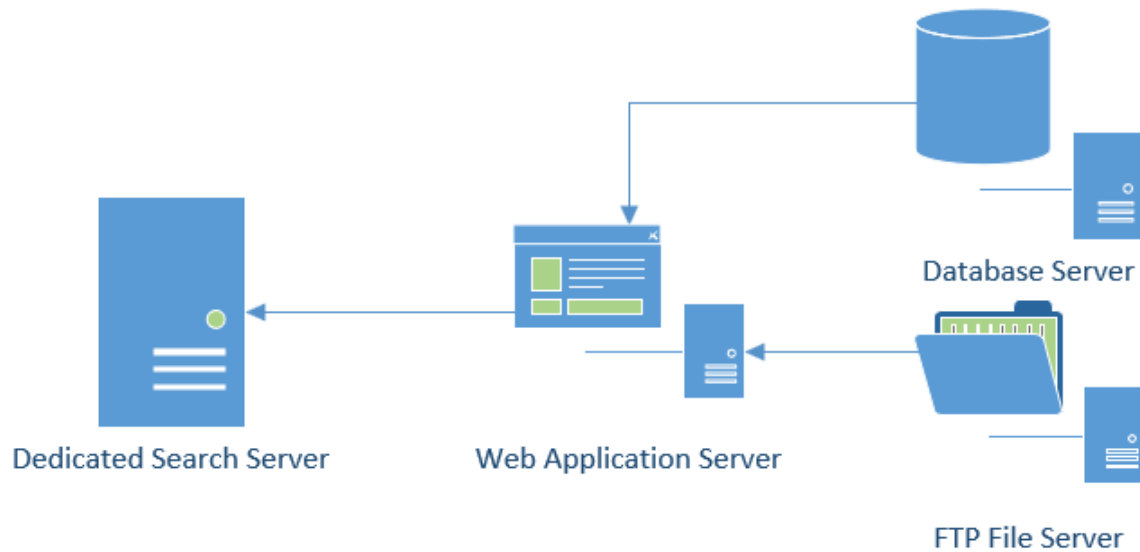 Database Server
Dedicated Search Server
Web Application Server
FTP File Server